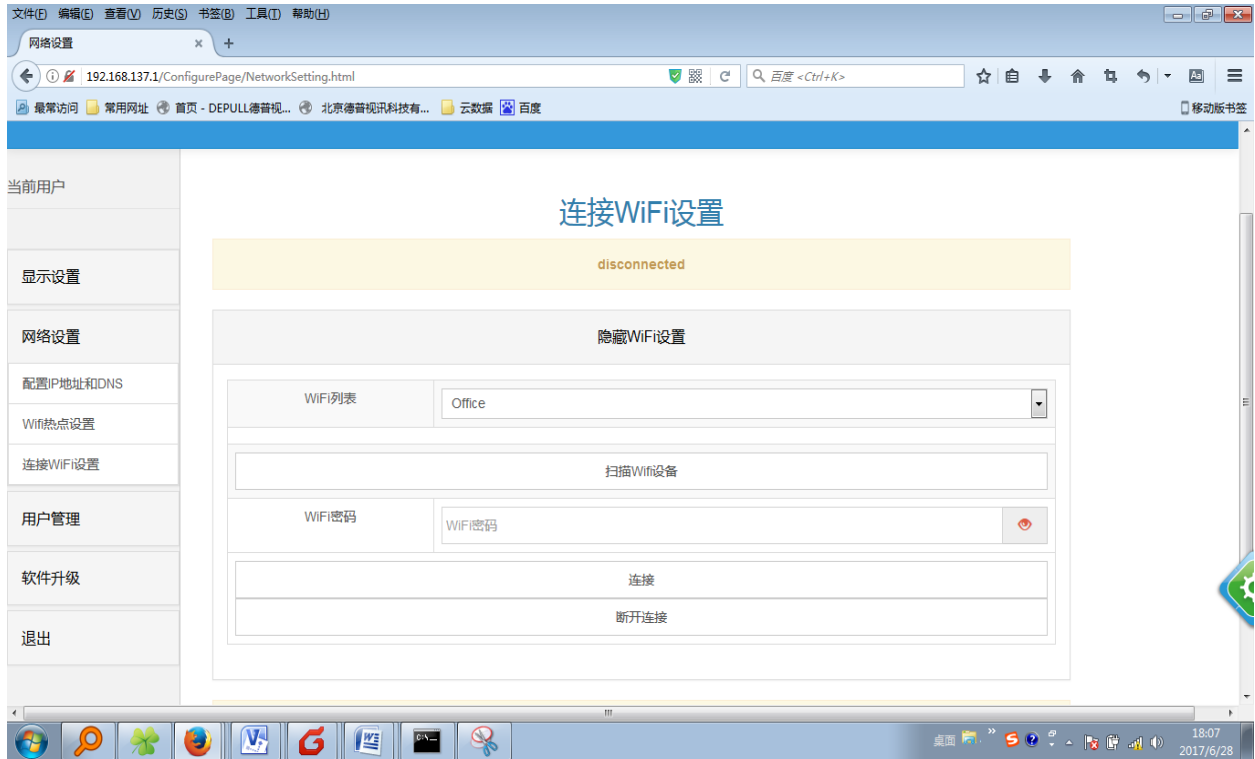 文件(F) 编辑(E) 查看(V) 历史(S) 书签(B) 工具(T) 帮助(H)
网络设置
192.168.137.1/ConfigurePage/NetworkSetting.html
百度 <Ctrl+K>
最常访问 常用网址 首页 - DEPULL德普视... 北京德普视讯科技有... 云数据 百度 移动版书签
当前用户
连接WiFi设置
disconnected
显示设置
网络设置
隐藏WiFi设置
配置IP地址和DNS
WiFi列表 Office
Wifi热点设置
连接WiFi设置
扫描Wifi设备
用户管理
WiFi密码 WiFi密码
软件升级
连接
断开连接
退出
桌面
18:07
2017/6/28